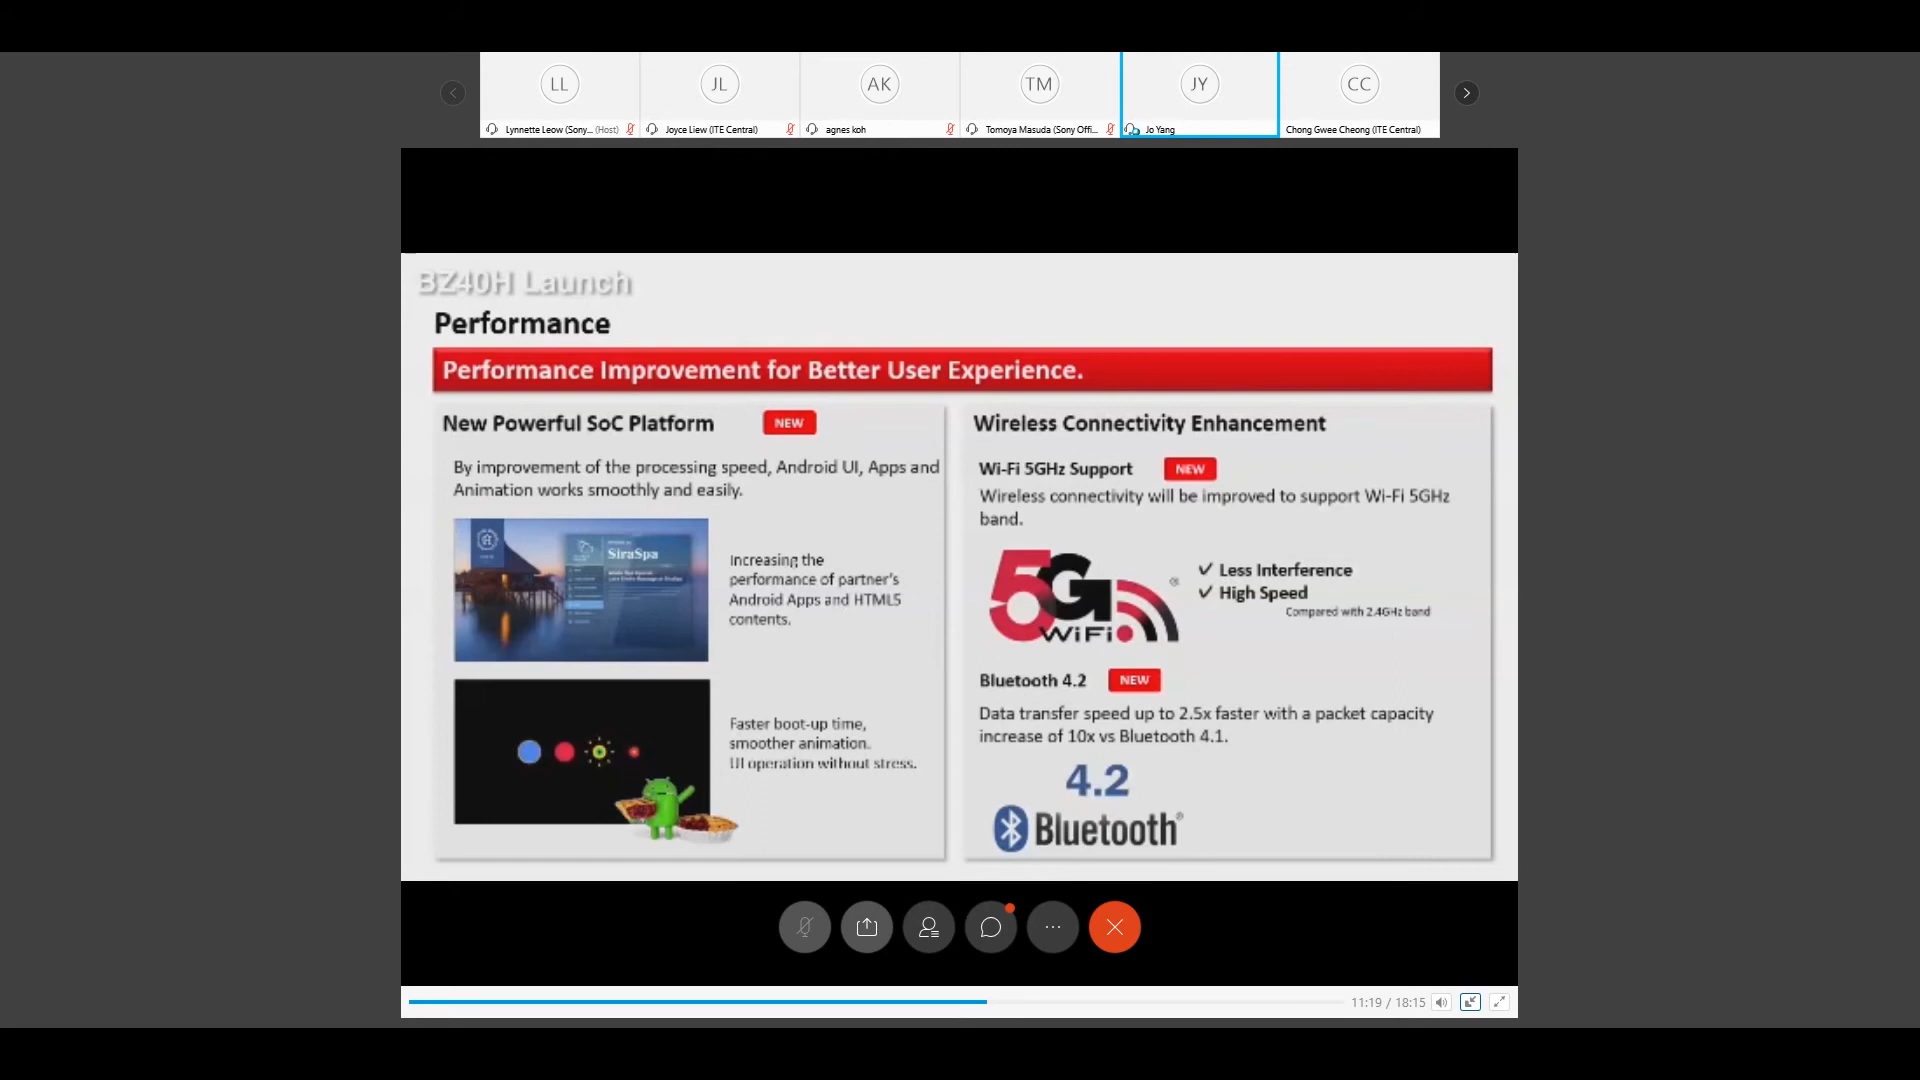 LL
JL
AK
TM
JY
CC
Lynnette Leow (Sony... (Host)
Joyce Liew (ITE Central)
agnes koh
Tomoya Masuda (Sony Offi...
Jo Yang
Chong Gwee Cheong (ITE Central)
BZ40H Launch
Performance
Performance Improvement for Better User Experience.
New Powerful SoC Platform NEW
By improvement of the processing speed, Android UI, Apps and
Animation works smoothly and easily.
SiraSpa
Increasing the
performance of partner's
Android Apps and HTML5
contents.
Faster boot-up time,
smoother animation.
UI operation without stress.
Wireless Connectivity Enhancement
Wi-Fi 5GHz Support NEW
Wireless connectivity will be improved to support Wi-Fi 5GHz
band.
5G WiFi ®
✓ Less Interference
✓ High Speed
Compared with 2.4GHz band
Bluetooth 4.2 NEW
Data transfer speed up to 2.5x faster with a packet capacity
increase of 10x vs Bluetooth 4.1.
4.2
Bluetooth®
11:19 / 18:15